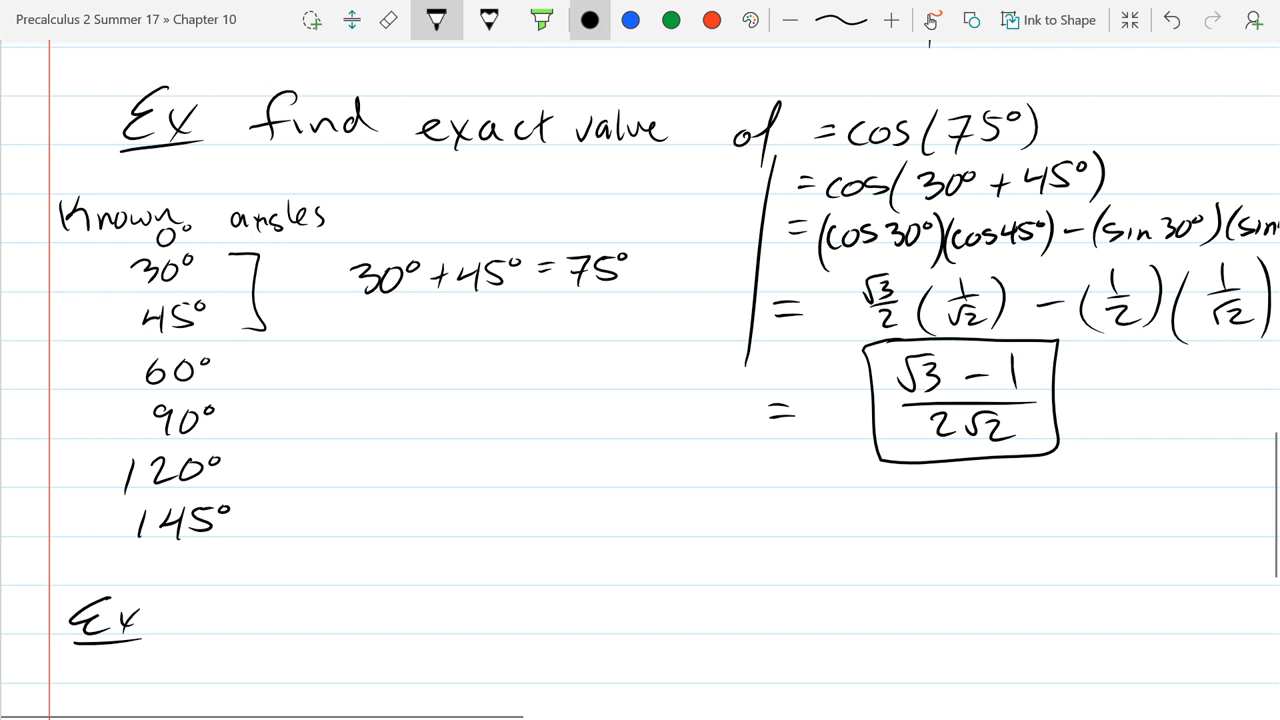 Precalculus 2 Summer 17 » Chapter 10
Ink to Shape
Ex find exact value of = cos(75°)
= cos(30° + 45°)
= (cos 30°)(cos 45°) - (sin 30°)(sin
Known angles
0°
30°
45°
30° + 45° = 75°
= √3/2 (1/√2) - (1/2)(1/√2)
60°
90°
120°
145°
= (√3 - 1)/(2√2)
Ex